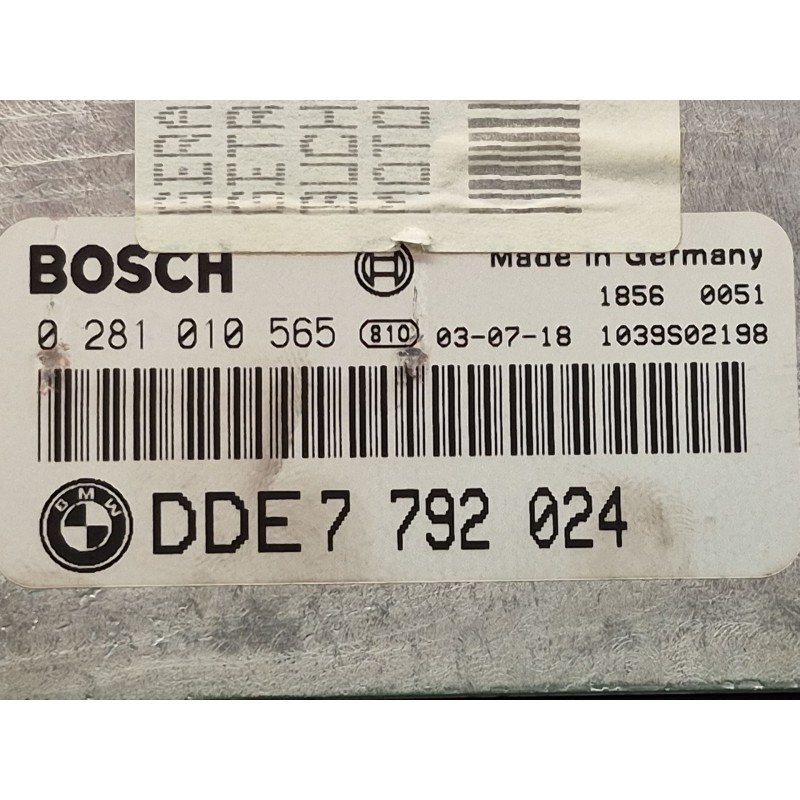 BOSCH
Made in Germany
1856 0051
0 281 010 565 810 03-07-18 1039S02198
BMW
DDE 7 792 024